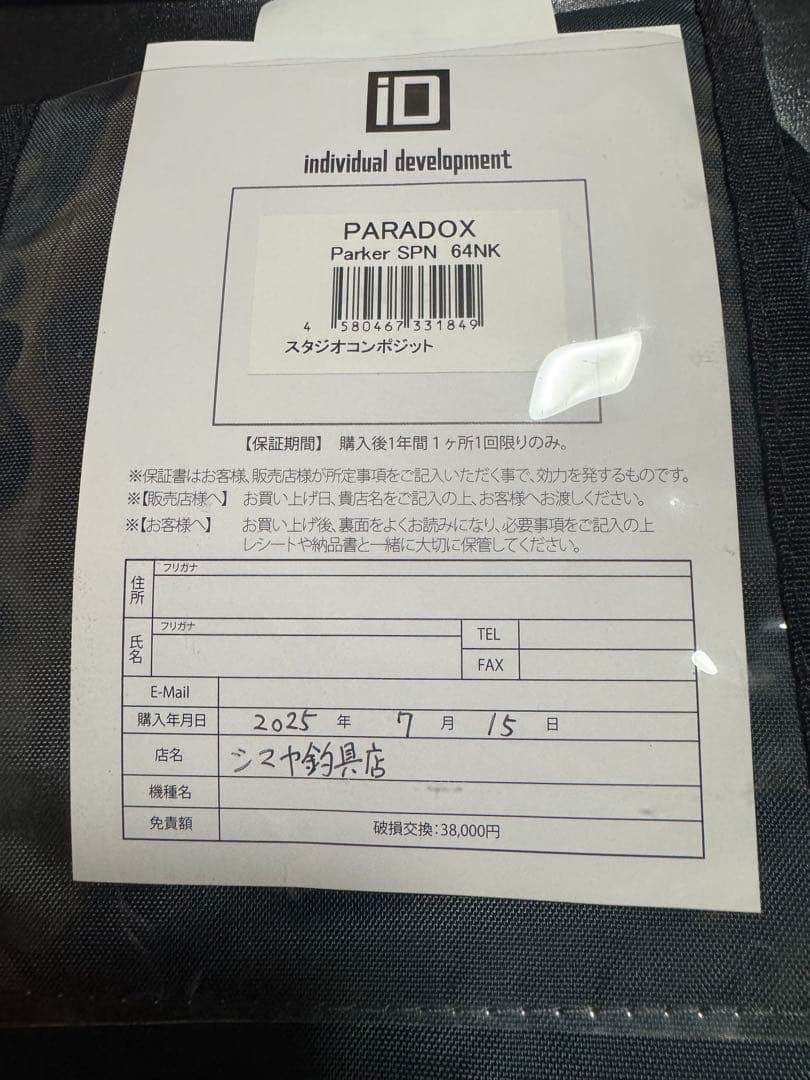 iD
individual development
PARADOX
Parker SPN 64NK
4 580467 331849
スタジオコンポジット
【保証期間】 購入後1年間1ヶ所1回限りのみ。
※保証書はお客様、販売店様が所定事項をご記入いただく事で、効力を発するものです。
※【販売店様へ】 お買い上げ日、貴店名をご記入の上、お客様へお渡しください。
※【お客様へ】 お買い上げ後、裏面をよくお読みになり、必要事項をご記入の上
レシートや納品書と一緒に大切に保管してください。
住所 フリガナ
氏名 フリガナ
TEL
FAX
E-Mail
購入年月日 2025 年 7 月 15 日
店名 シマヤ釣具店
機種名
免責額 破損交換：38,000円